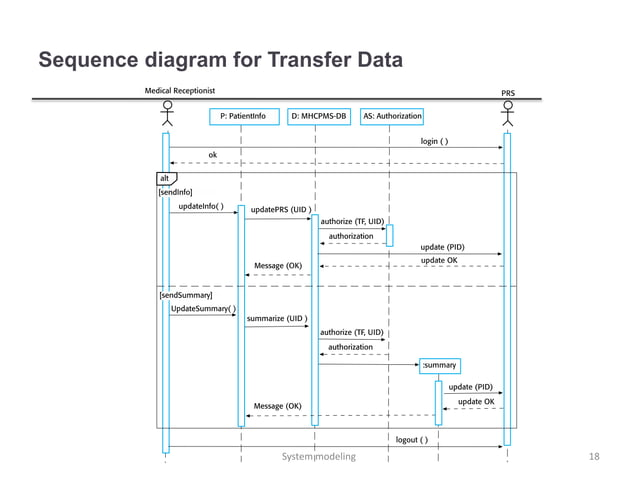 Sequence diagram for Transfer Data
Medical Receptionist
PRS
P: PatientInfo
D: MHCPMS-DB
AS: Authorization
login ( )
ok
alt
[sendInfo]
updateInfo( )
updatePRS (UID )
authorize (TF, UID)
authorization
update (PID)
update OK
Message (OK)
[sendSummary]
UpdateSummary( )
summarize (UID )
authorize (TF, UID)
authorization
:summary
update (PID)
update OK
Message (OK)
logout ( )
System modeling
18